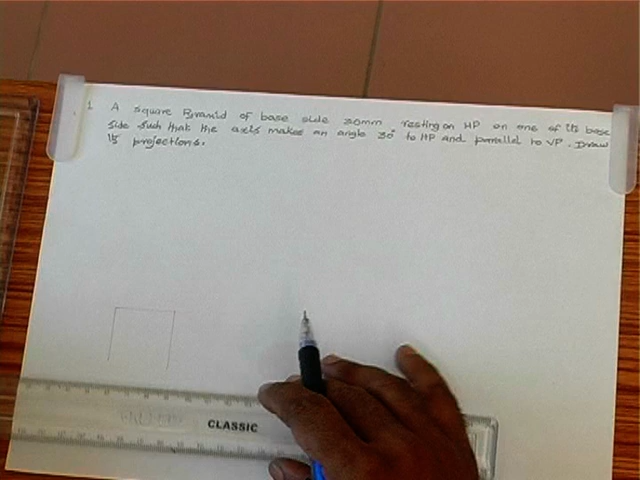 1 A square Pyramid of base side 30mm resting on HP on one of its base
side such that the axis makes an angle 30° to HP and parallel to VP. Draw
its projections.
CLASSIC